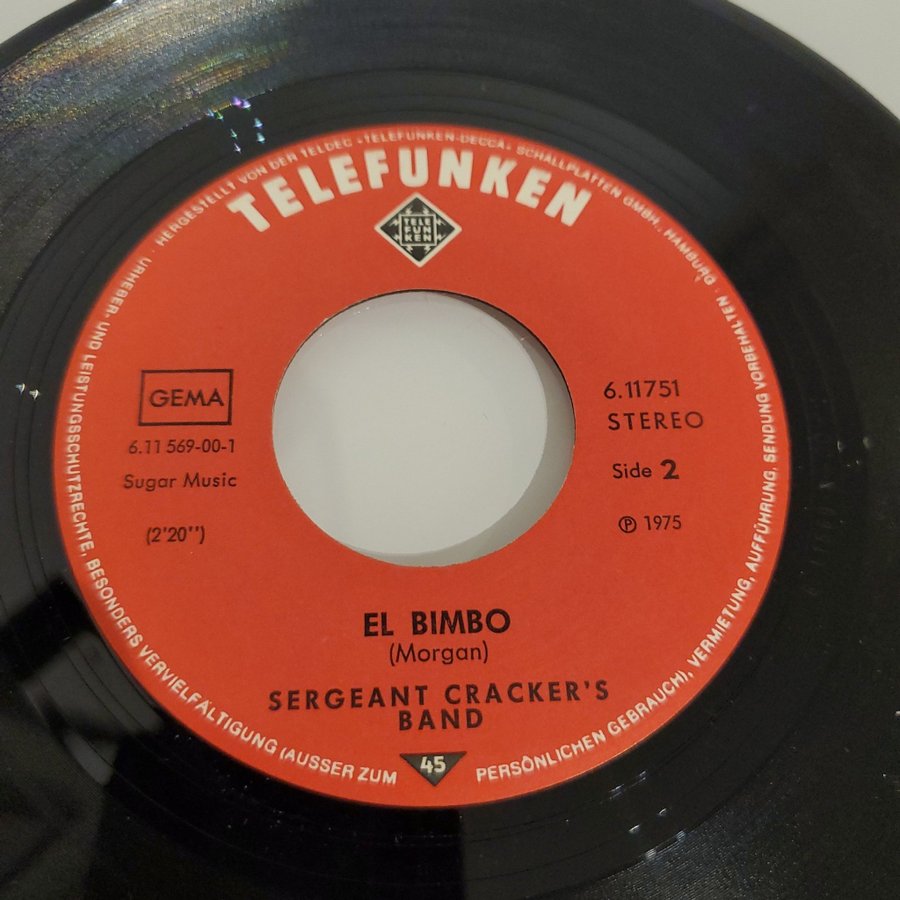 HERGESTELLT VON DER TELDEC »TELEFUNKEN-DECCA« SCHALLPLATTEN GMBH., HAMBURG · URHEBER- UND LEISTUNGSSCHUTZRECHTE, BESONDERS VERVIELFÄLTIGUNG (AUSSER ZUM PERSÖNLICHEN GEBRAUCH), VERMIETUNG, AUFFÜHRUNG, SENDUNG VORBEHALTEN ·
TELEFUNKEN
TELE
FUN
KEN
GEMA
6.11 569-00-1
Sugar Music
(2'20'')
6.11751
STEREO
Side 2
℗ 1975
EL BIMBO
(Morgan)
SERGEANT CRACKER'S
BAND
45